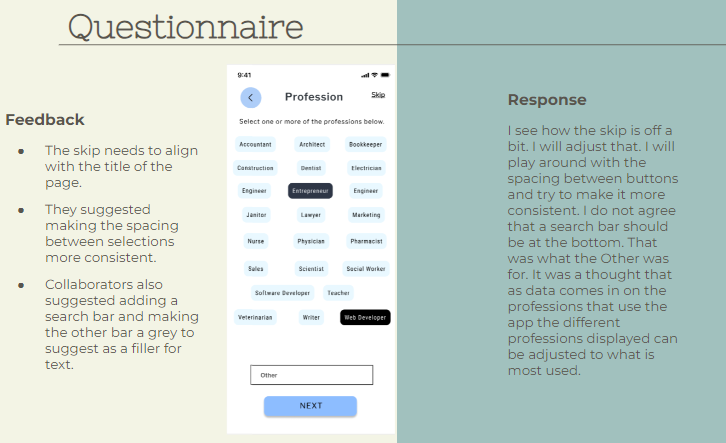 Questionnaire
Feedback
● The skip needs to align
with the title of the
page.
● They suggested
making the spacing
between selections
more consistent.
● Collaborators also
suggested adding a
search bar and making
the other bar a grey to
suggest as a filler for
text.
9:41
Profession Skip
Select one or more of the professions below.
Accountant Architect Bookkeeper
Construction Dentist Electrician
Engineer Entrepreneur Engineer
Janitor Lawyer Marketing
Nurse Physician Pharmacist
Sales Scientist Social Worker
Software Developer Teacher
Veterinarian Writer Web Developer
Other
NEXT
Response
I see how the skip is off a
bit. I will adjust that. I will
play around with the
spacing between buttons
and try to make it more
consistent. I do not agree
that a search bar should
be at the bottom. That
was what the Other was
for. It was a thought that
as data comes in on the
professions that use the
app the different
professions displayed can
be adjusted to what is
most used.